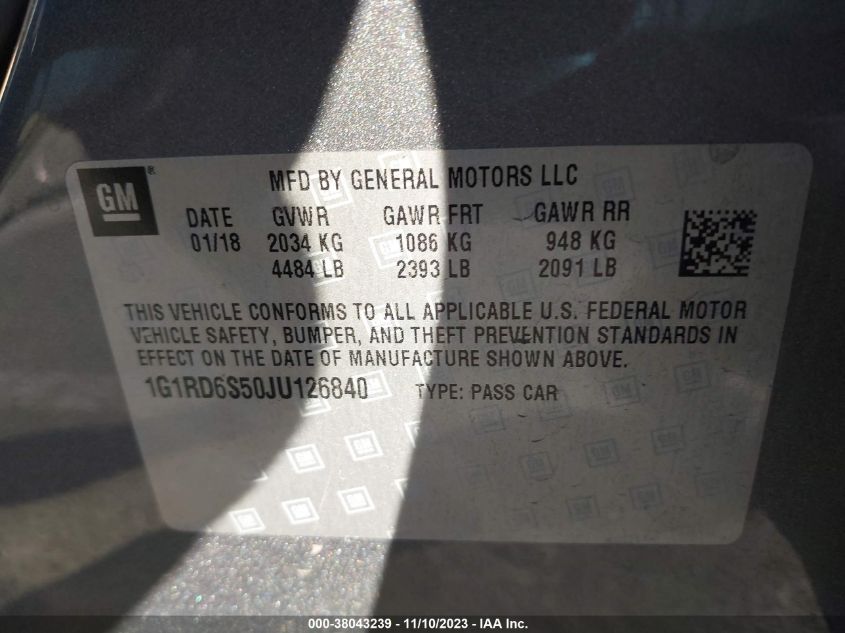 GM ®
MFD BY GENERAL MOTORS LLC
DATE GVWR GAWR FRT GAWR RR
01/18 2034 KG 1086 KG 948 KG
4484 LB 2393 LB 2091 LB
THIS VEHICLE CONFORMS TO ALL APPLICABLE U.S. FEDERAL MOTOR
VEHICLE SAFETY, BUMPER, AND THEFT PREVENTION STANDARDS IN
EFFECT ON THE DATE OF MANUFACTURE SHOWN ABOVE.
1G1RD6S50JU126840 TYPE: PASS CAR
000-38043239 - 11/10/2023 - IAA Inc.